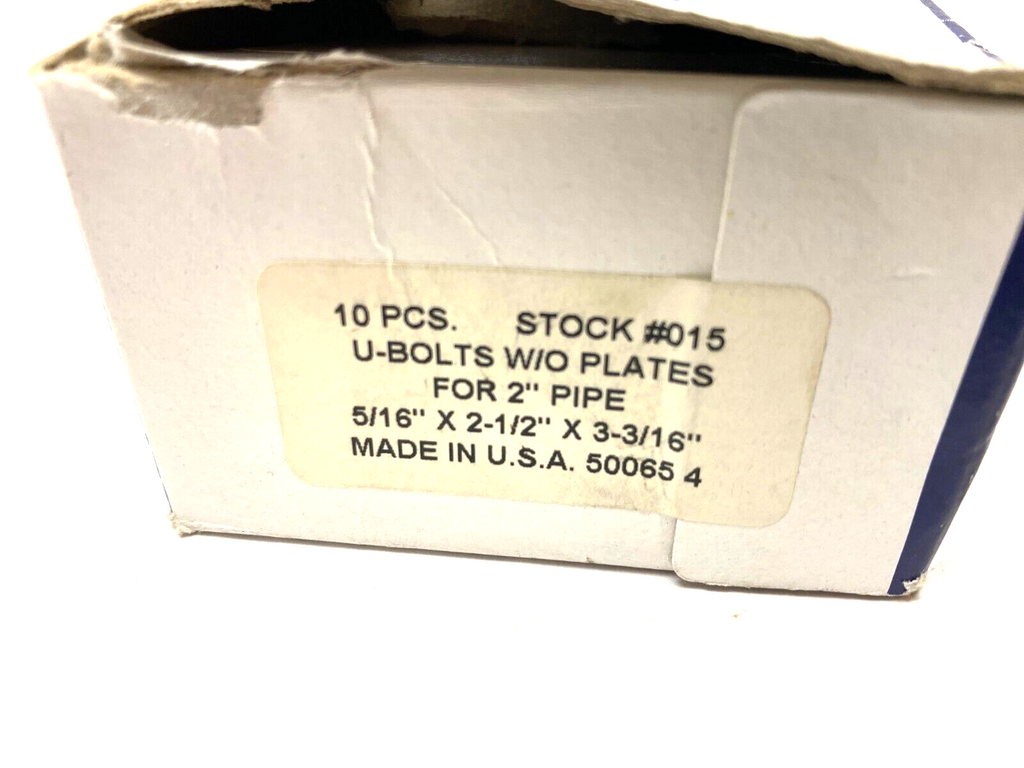 10 PCS. STOCK #015
U-BOLTS W/O PLATES
FOR 2" PIPE
5/16" X 2-1/2" X 3-3/16"
MADE IN U.S.A. 50065 4